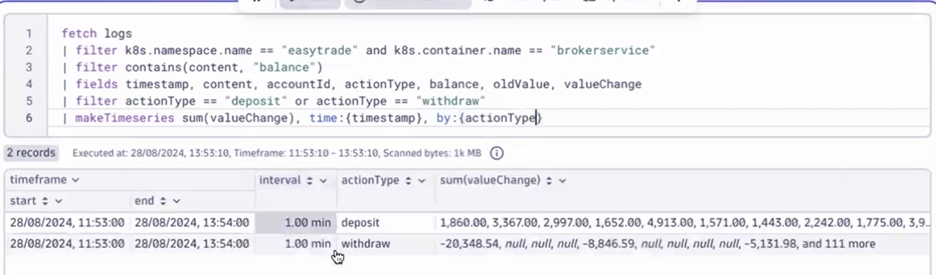 1 fetch logs
2 | filter k8s.namespace.name == "easytrade" and k8s.container.name == "brokerservice"
3 | filter contains(content, "balance")
4 | fields timestamp, content, accountId, actionType, balance, oldValue, valueChange
5 | filter actionType == "deposit" or actionType == "withdraw"
6 | makeTimeseries sum(valueChange), time:{timestamp}, by:{actionType}
2 records Executed at: 28/08/2024, 13:53:10, Timeframe: 11:53:10 - 13:53:10, Scanned bytes: 1k MB
timeframe interval actionType sum(valueChange)
start end
28/08/2024, 11:53:00 28/08/2024, 13:54:00 1.00 min deposit 1,860.00, 3,367.00, 2,997.00, 1,652.00, 4,913.00, 1,571.00, 1,443.00, 2,242.00, 1,775.00, 3,9...
28/08/2024, 11:53:00 28/08/2024, 13:54:00 1.00 min withdraw -20,348.54, null, null, null, -8,846.59, null, null, null, null, -5,131.98, and 111 more